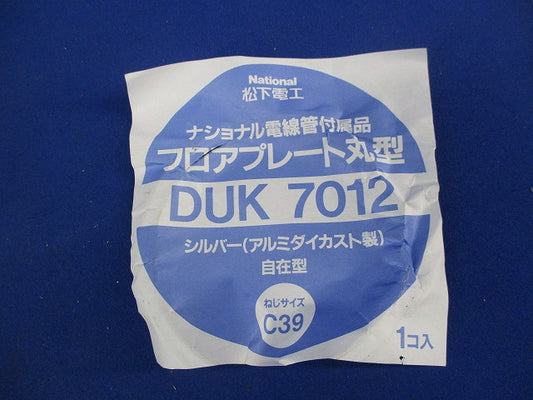 National
松下電工
ナショナル電線管付属品
フロアプレート丸型
DUK 7012
シルバー(アルミダイカスト製)
自在型
ねじサイズ
C39
1コ入